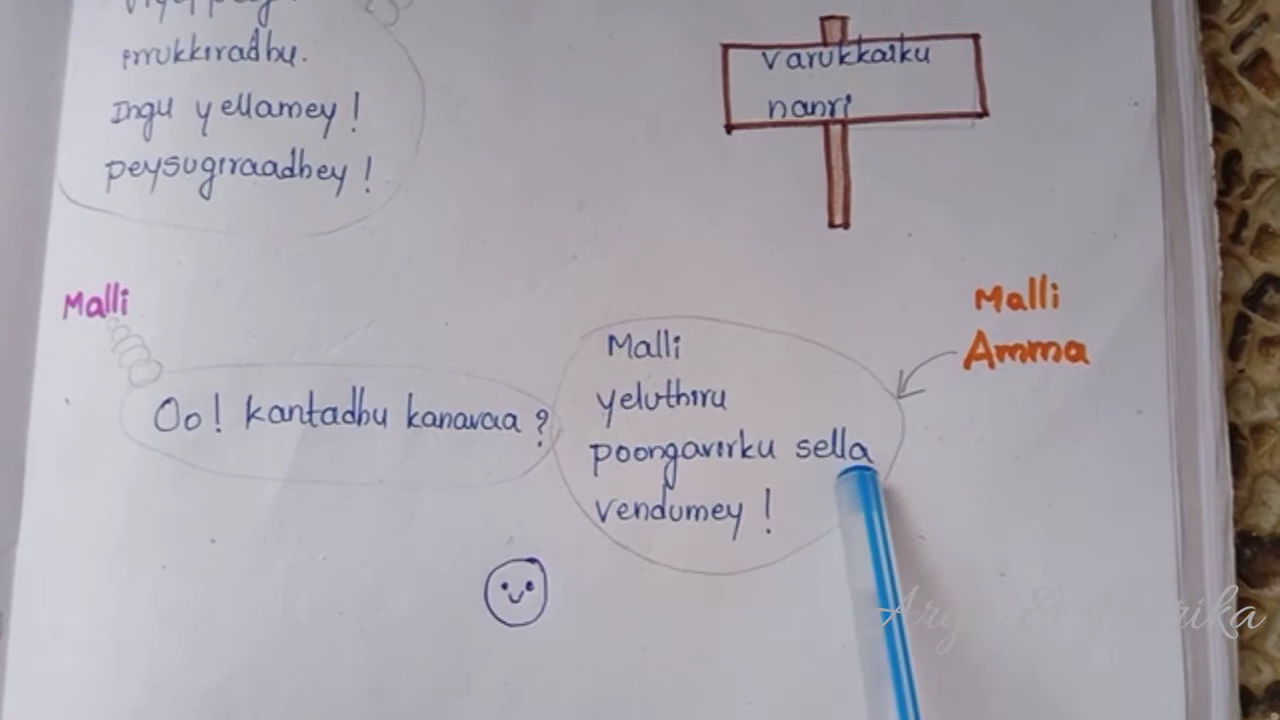 irrukkiradhu.
Ingu yellamey!
peysugiraadhey!
varukkaiku
nanri
Malli
Oo! kantadhu kanavaa?
Malli
yeluthiru
poongavirku sella
vendumey!
Malli
Amma